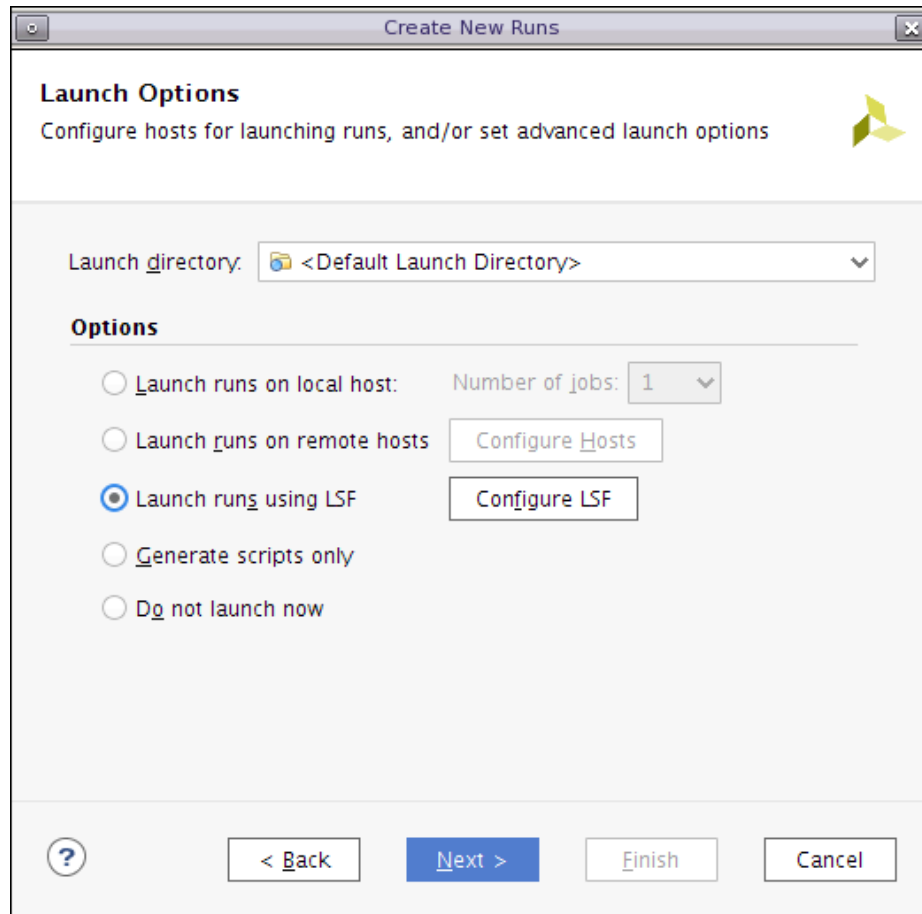 Create New Runs
Launch Options
Configure hosts for launching runs, and/or set advanced launch options
Launch directory: <Default Launch Directory>
Options
Launch runs on local host: Number of jobs: 1
Launch runs on remote hosts Configure Hosts
Launch runs using LSF Configure LSF
Generate scripts only
Do not launch now
? < Back Next > Finish Cancel